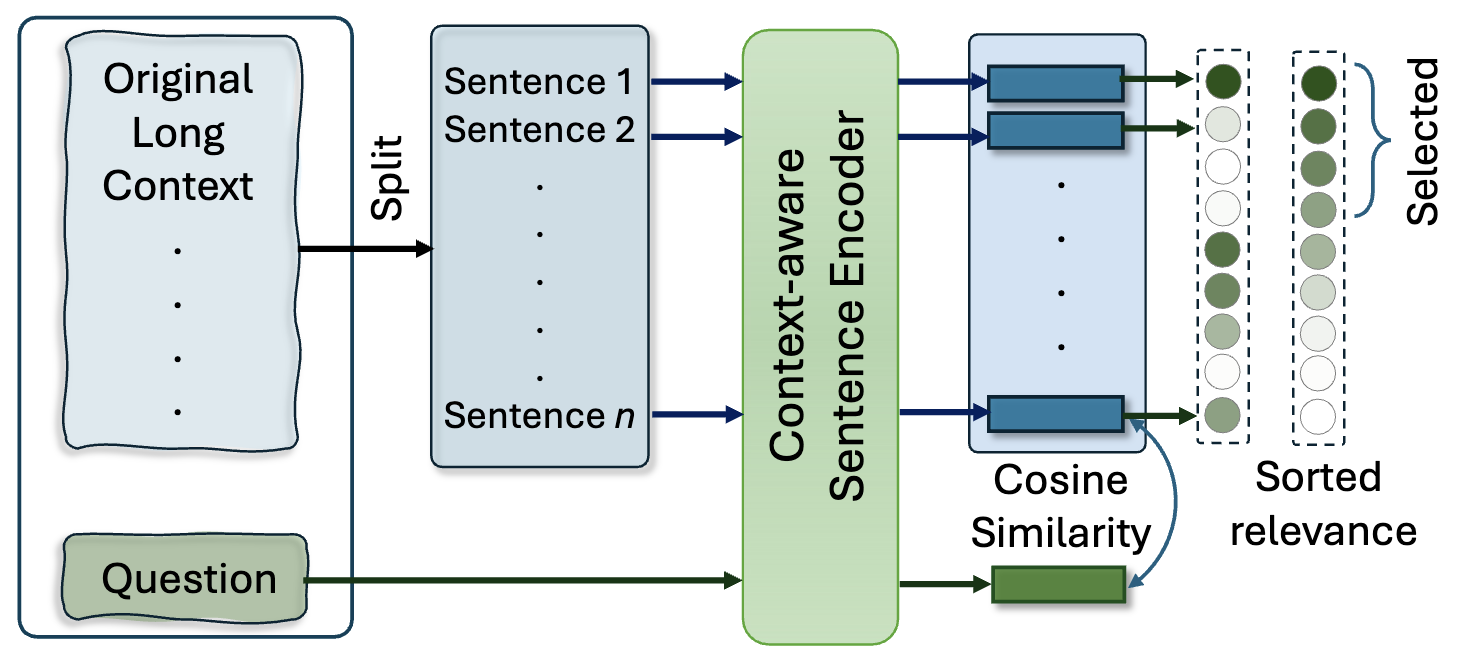 Original
Long
Context
.
.
.
.
Split
Sentence 1
Sentence 2
.
.
.
.
.
Sentence n
Context-aware
Sentence Encoder
.
.
.
.
Cosine
Similarity
Selected
Sorted
relevance
Question